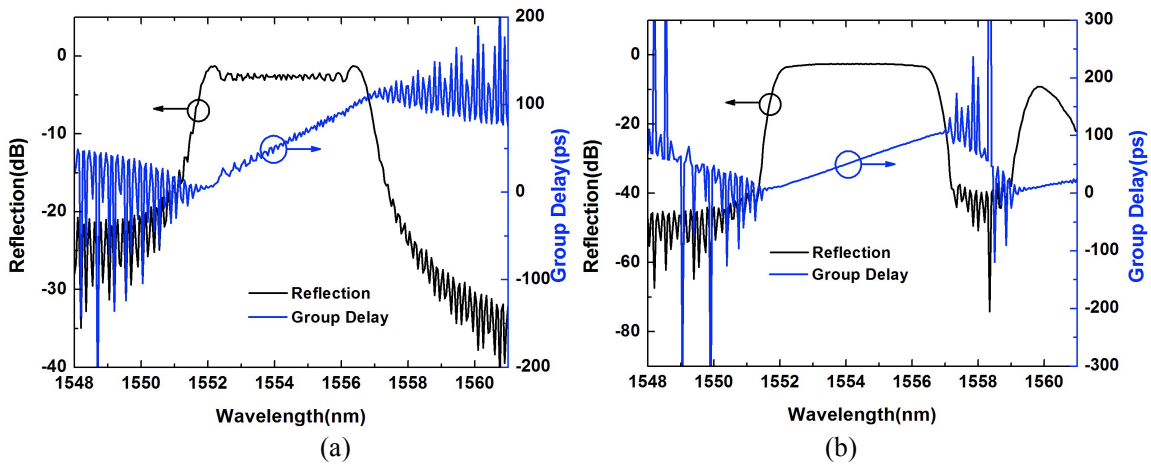 0
-10
-20
-30
-40
Reflection(dB)
1548 1550 1552 1554 1556 1558 1560
Wavelength(nm)
200
100
0
-100
-200
Group Delay(ps)
Reflection
Group Delay
(a)
0
-20
-40
-60
-80
Reflection(dB)
1548 1550 1552 1554 1556 1558 1560
Wavelength(nm)
300
200
100
0
-100
-200
-300
Group Delay(ps)
Reflection
Group Delay
(b)